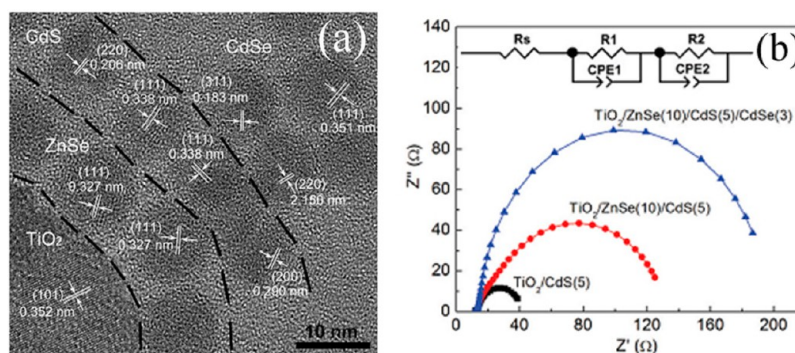 (a)
CdS
(220)
0.206 nm
CdSe
(111)
0.338 nm
(311)
0.183 nm
(111)
0.351 nm
ZnSe
(111)
0.327 nm
(111)
0.338 nm
(220)
2.150 nm
TiO2
(111)
0.327 nm
(200)
0.290 nm
(101)
0.352 nm
10 nm
(b)
Rs
R1
R2
CPE1
CPE2
TiO2/ZnSe(10)/CdS(5)/CdSe(3)
TiO2/ZnSe(10)/CdS(5)
TiO2/CdS(5)
Z" (Ω)
140
120
100
80
60
40
20
0
0 40 80 120 160 200
Z' (Ω)